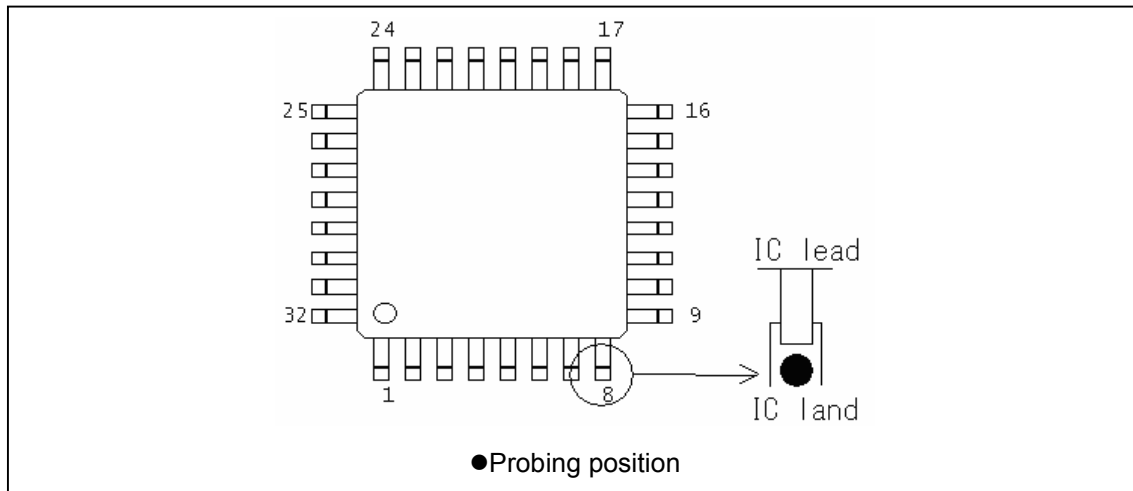 24 17
25 16
IC lead
32 9
1 8
IC land
●Probing position